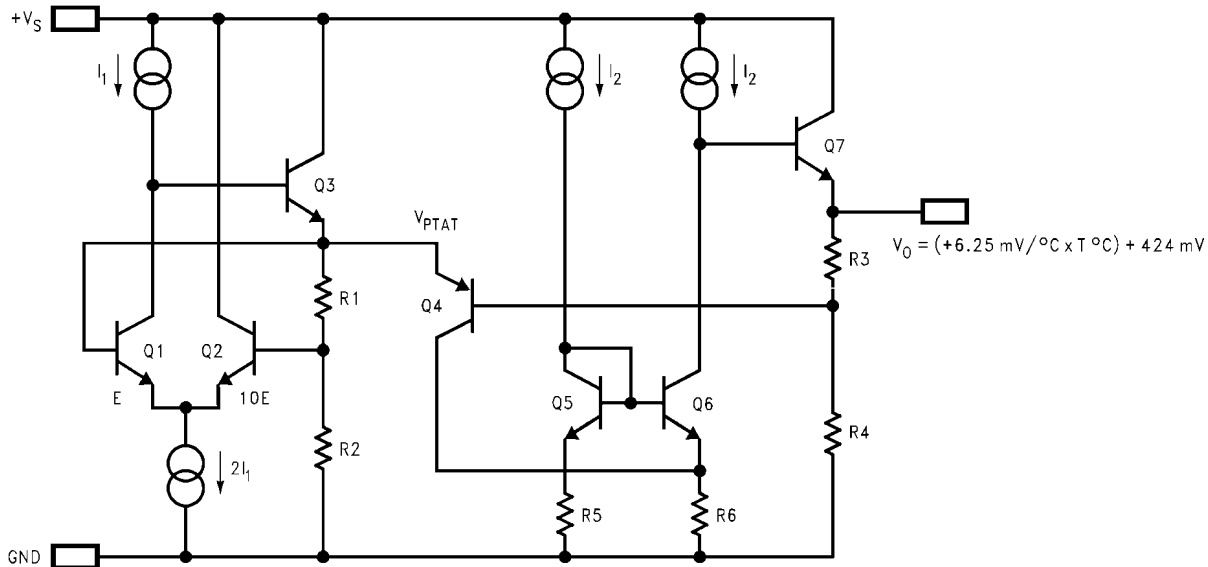 +VS
I1
I2
I2
Q7
Q3
VPTAT
VO = (+6.25 mV/°C x T °C) + 424 mV
R3
R1
Q4
Q1
Q2
E
10E
Q5
Q6
R4
R2
2I1
R5
R6
GND